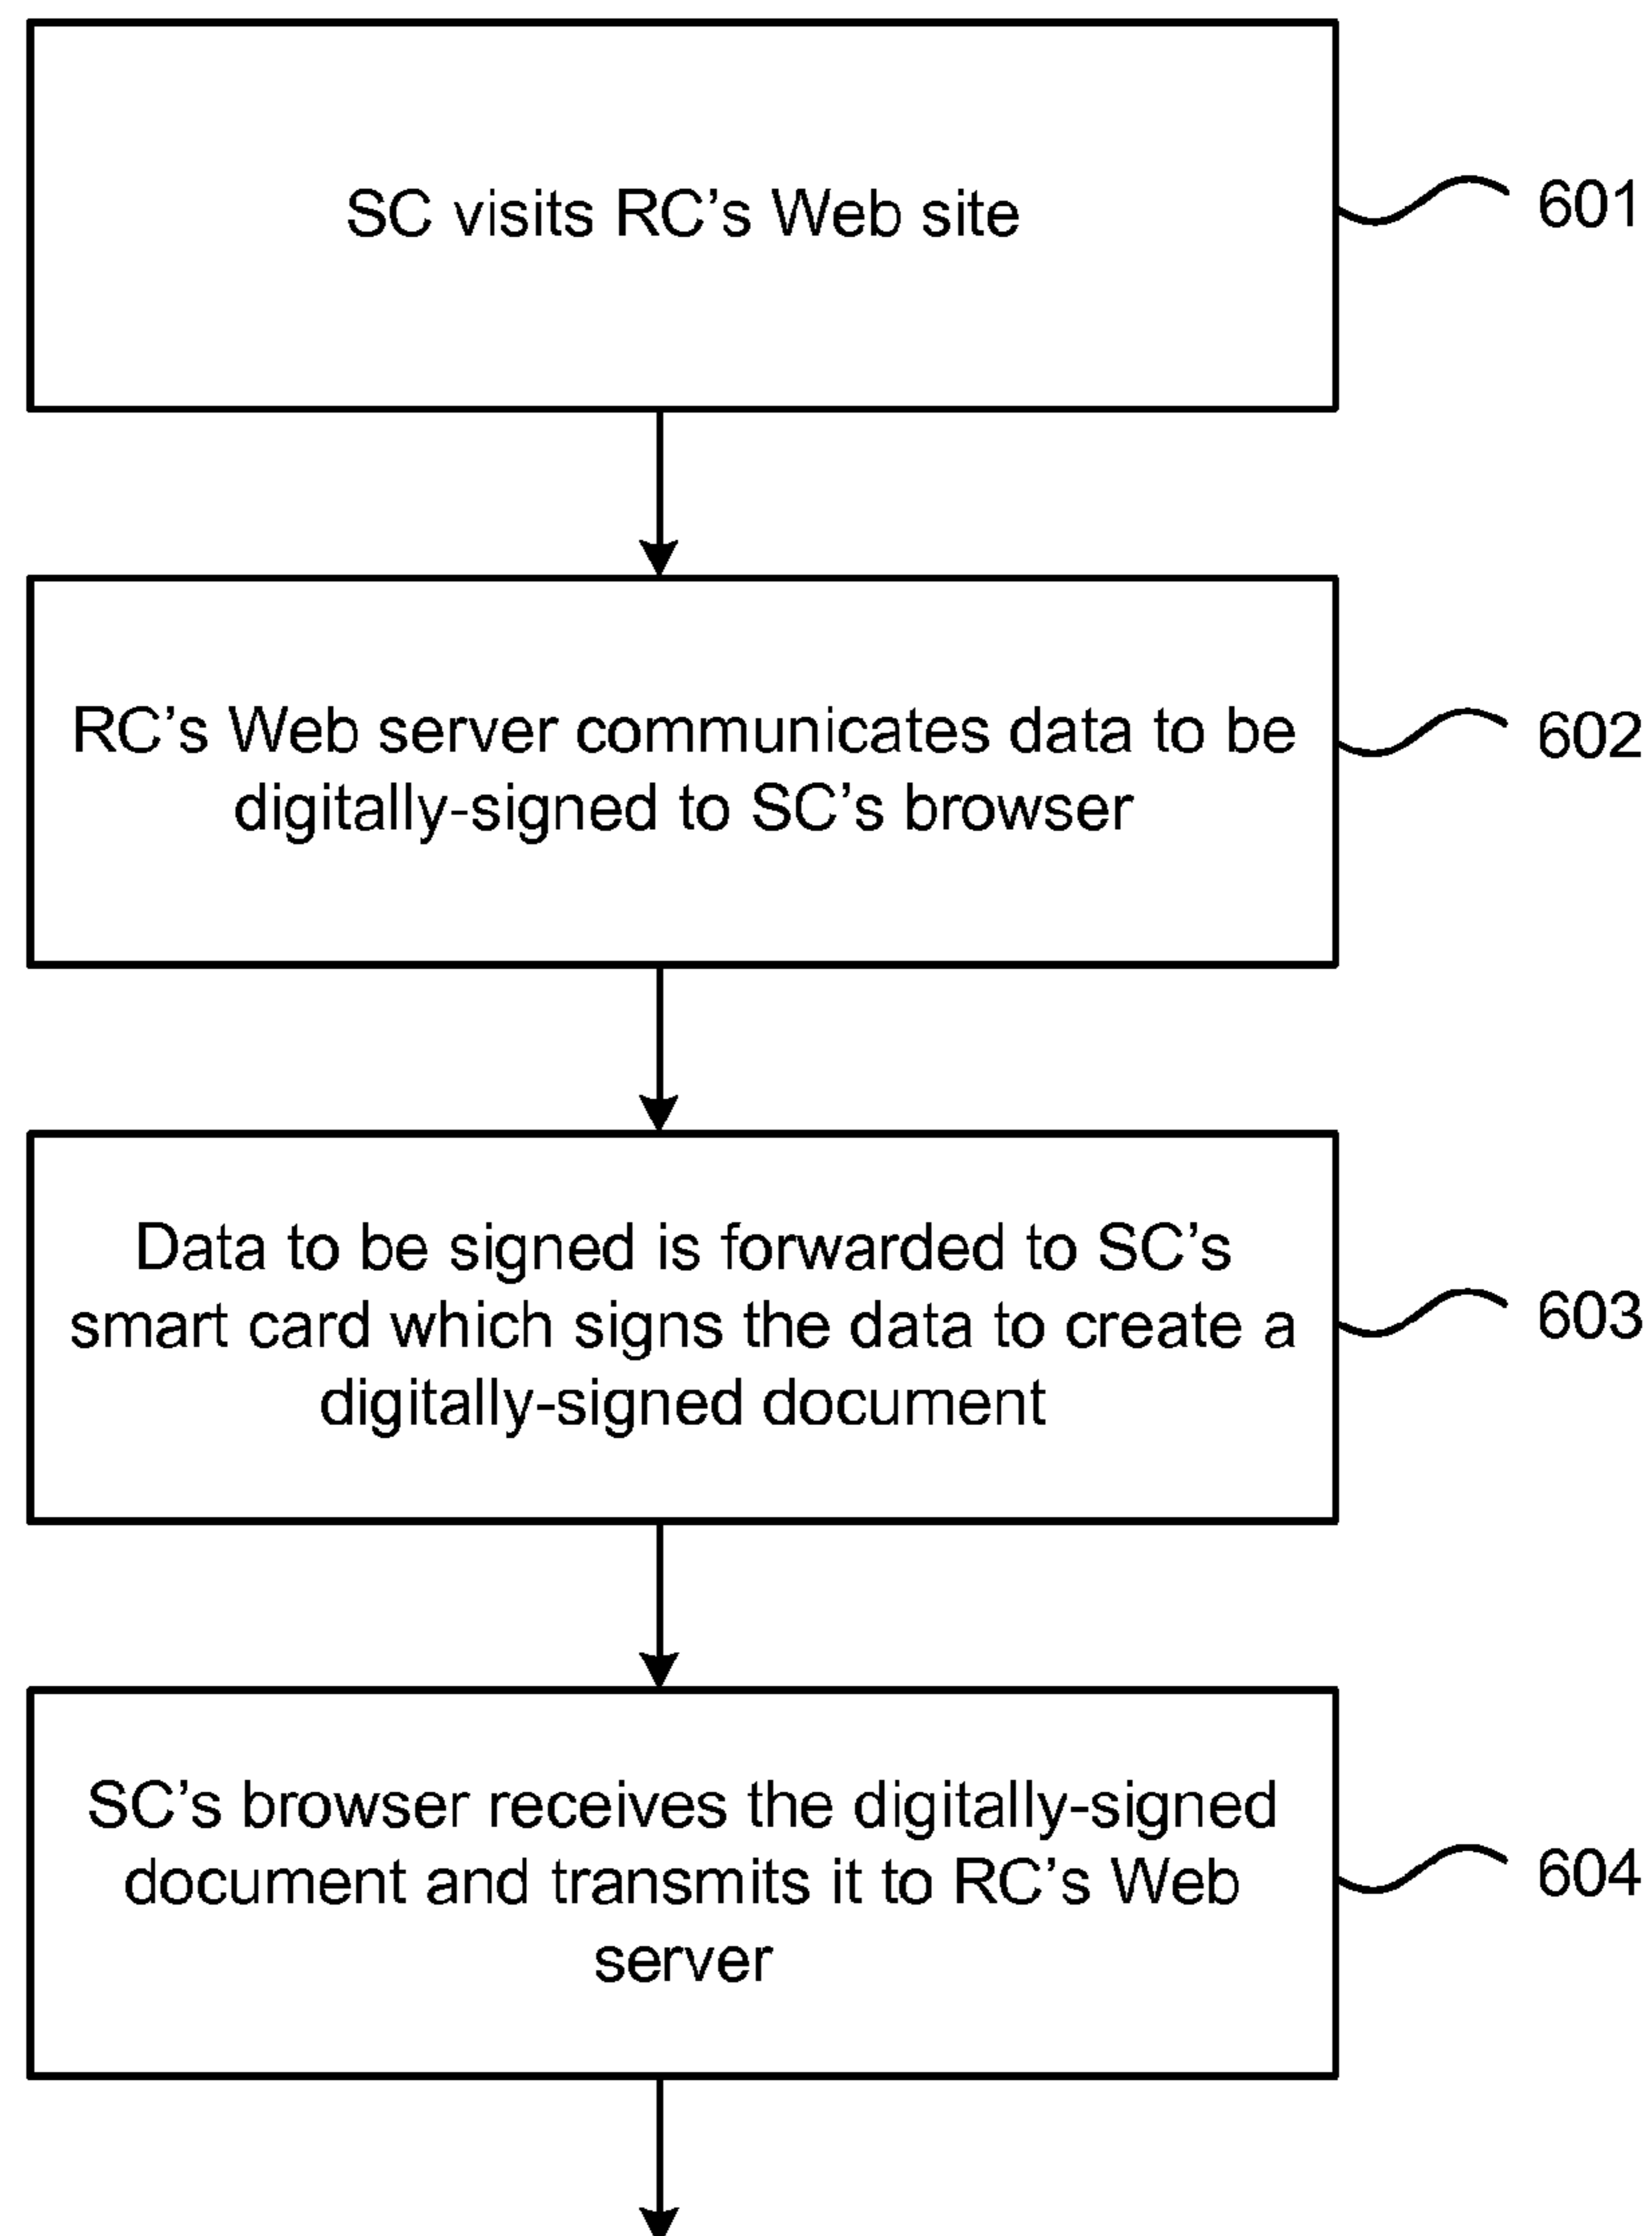 SC visits RC's Web site
601
RC's Web server communicates data to be
digitally-signed to SC's browser
602
Data to be signed is forwarded to SC's
smart card which signs the data to create a
digitally-signed document
603
SC's browser receives the digitally-signed
document and transmits it to RC's Web
server
604